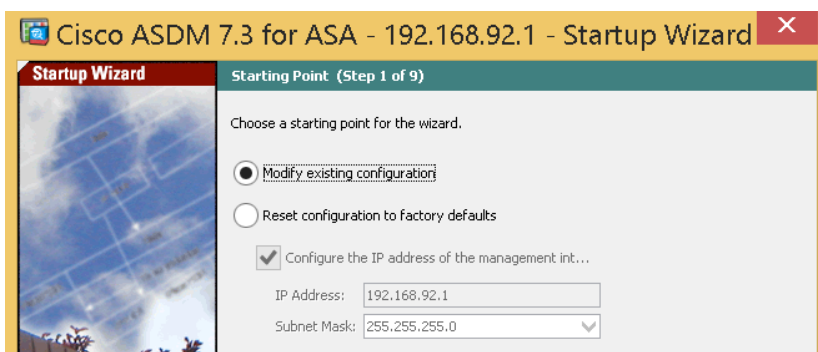 Cisco ASDM 7.3 for ASA - 192.168.92.1 - Startup Wizard
Startup Wizard
Starting Point (Step 1 of 9)
Choose a starting point for the wizard.
Modify existing configuration
Reset configuration to factory defaults
Configure the IP address of the management int...
IP Address: 192.168.92.1
Subnet Mask: 255.255.255.0